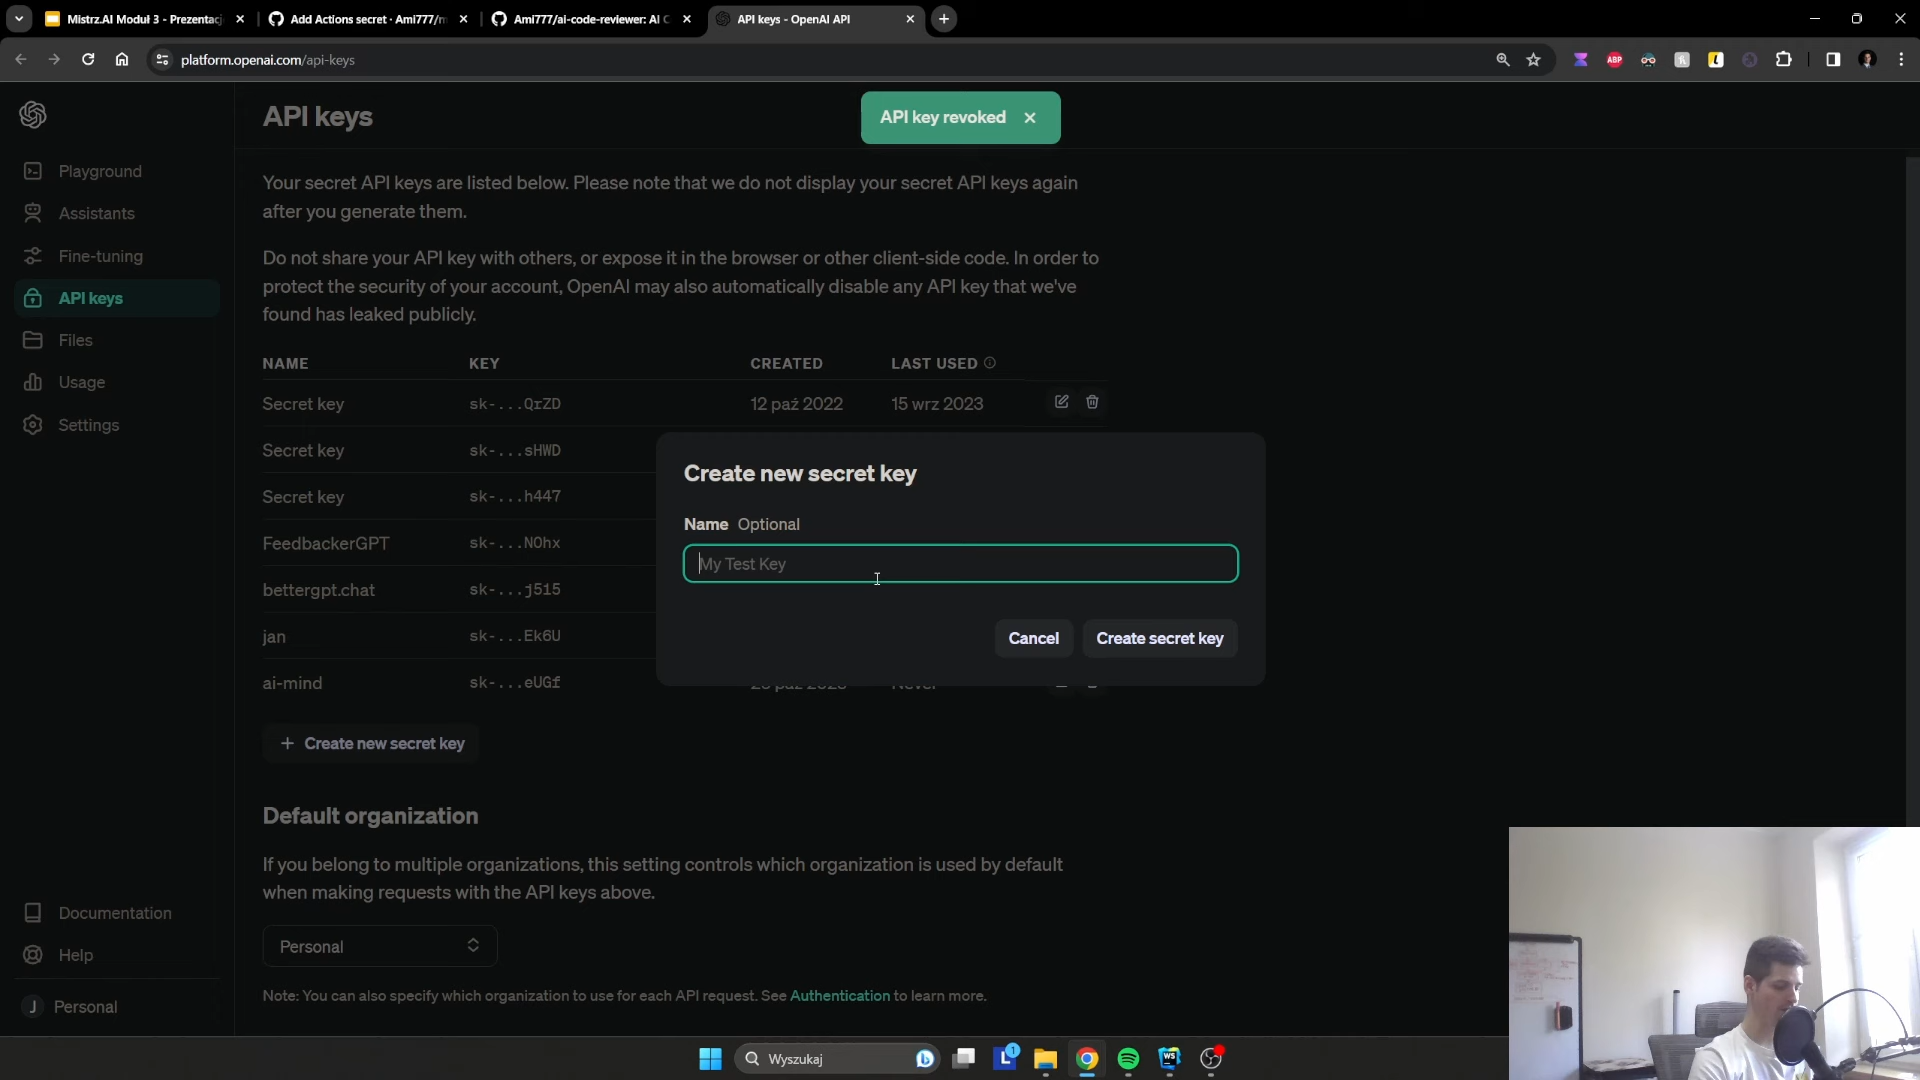 Mistrz.AI Moduł 3 - Prezentacj
Add Actions secret · Ami777/m
Ami777/ai-code-reviewer: AI C
API keys - OpenAI API
platform.openai.com/api-keys
API keys
API key revoked
Playground
Assistants
Fine-tuning
API keys
Files
Usage
Settings
Your secret API keys are listed below. Please note that we do not display your secret API keys again
after you generate them.
Do not share your API key with others, or expose it in the browser or other client-side code. In order to
protect the security of your account, OpenAI may also automatically disable any API key that we've
found has leaked publicly.
NAME KEY CREATED LAST USED
Secret key sk-...QrZD 12 paź 2022 15 wrz 2023
Secret key sk-...sHWD
Secret key sk-...h447
FeedbackerGPT sk-...NOhx
bettergpt.chat sk-...j515
jan sk-...Ek6U
ai-mind sk-...eUGf
Create new secret key
Name Optional
My Test Key
Cancel Create secret key
+ Create new secret key
Default organization
If you belong to multiple organizations, this setting controls which organization is used by default
when making requests with the API keys above.
Personal
Note: You can also specify which organization to use for each API request. See Authentication to learn more.
Documentation
Help
J Personal
Wyszukaj
ABP
L
1
WS